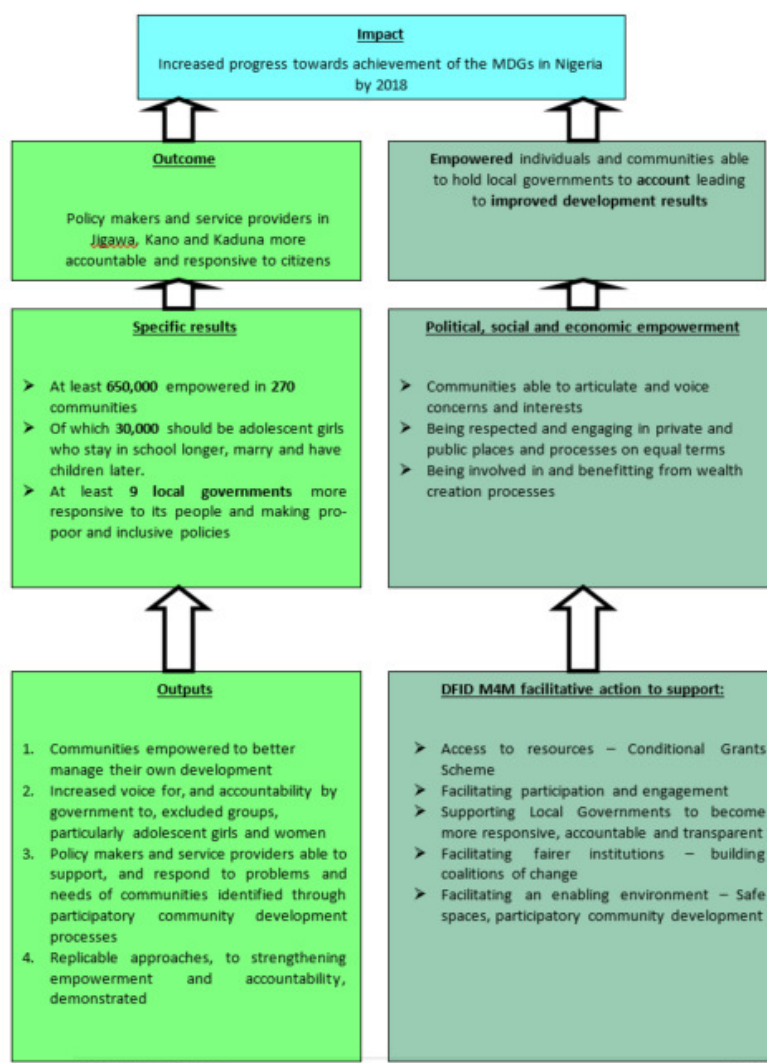 Impact
Increased progress towards achievement of the MDGs in Nigeria
by 2018
Outcome
Policy makers and service providers in
Jigawa, Kano and Kaduna more
accountable and responsive to citizens
Empowered individuals and communities able
to hold local governments to account leading
to improved development results
Specific results
➤ At least 650,000 empowered in 270
communities
➤ Of which 30,000 should be adolescent girls
who stay in school longer, marry and have
children later.
➤ At least 9 local governments more
responsive to its people and making pro-
poor and inclusive policies
Political, social and economic empowerment
➤ Communities able to articulate and voice
concerns and interests
➤ Being respected and engaging in private and
public places and processes on equal terms
➤ Being involved in and benefitting from wealth
creation processes
Outputs
1. Communities empowered to better
manage their own development
2. Increased voice for, and accountability by
government to, excluded groups,
particularly adolescent girls and women
3. Policy makers and service providers able to
support, and respond to problems and
needs of communities identified through
participatory community development
processes
4. Replicable approaches, to strengthening
empowerment and accountability,
demonstrated
DFID M4M facilitative action to support:
➤ Access to resources – Conditional Grants
Scheme
➤ Facilitating participation and engagement
➤ Supporting Local Governments to become
more responsive, accountable and transparent
➤ Facilitating fairer institutions – building
coalitions of change
➤ Facilitating an enabling environment – Safe
spaces, participatory community development